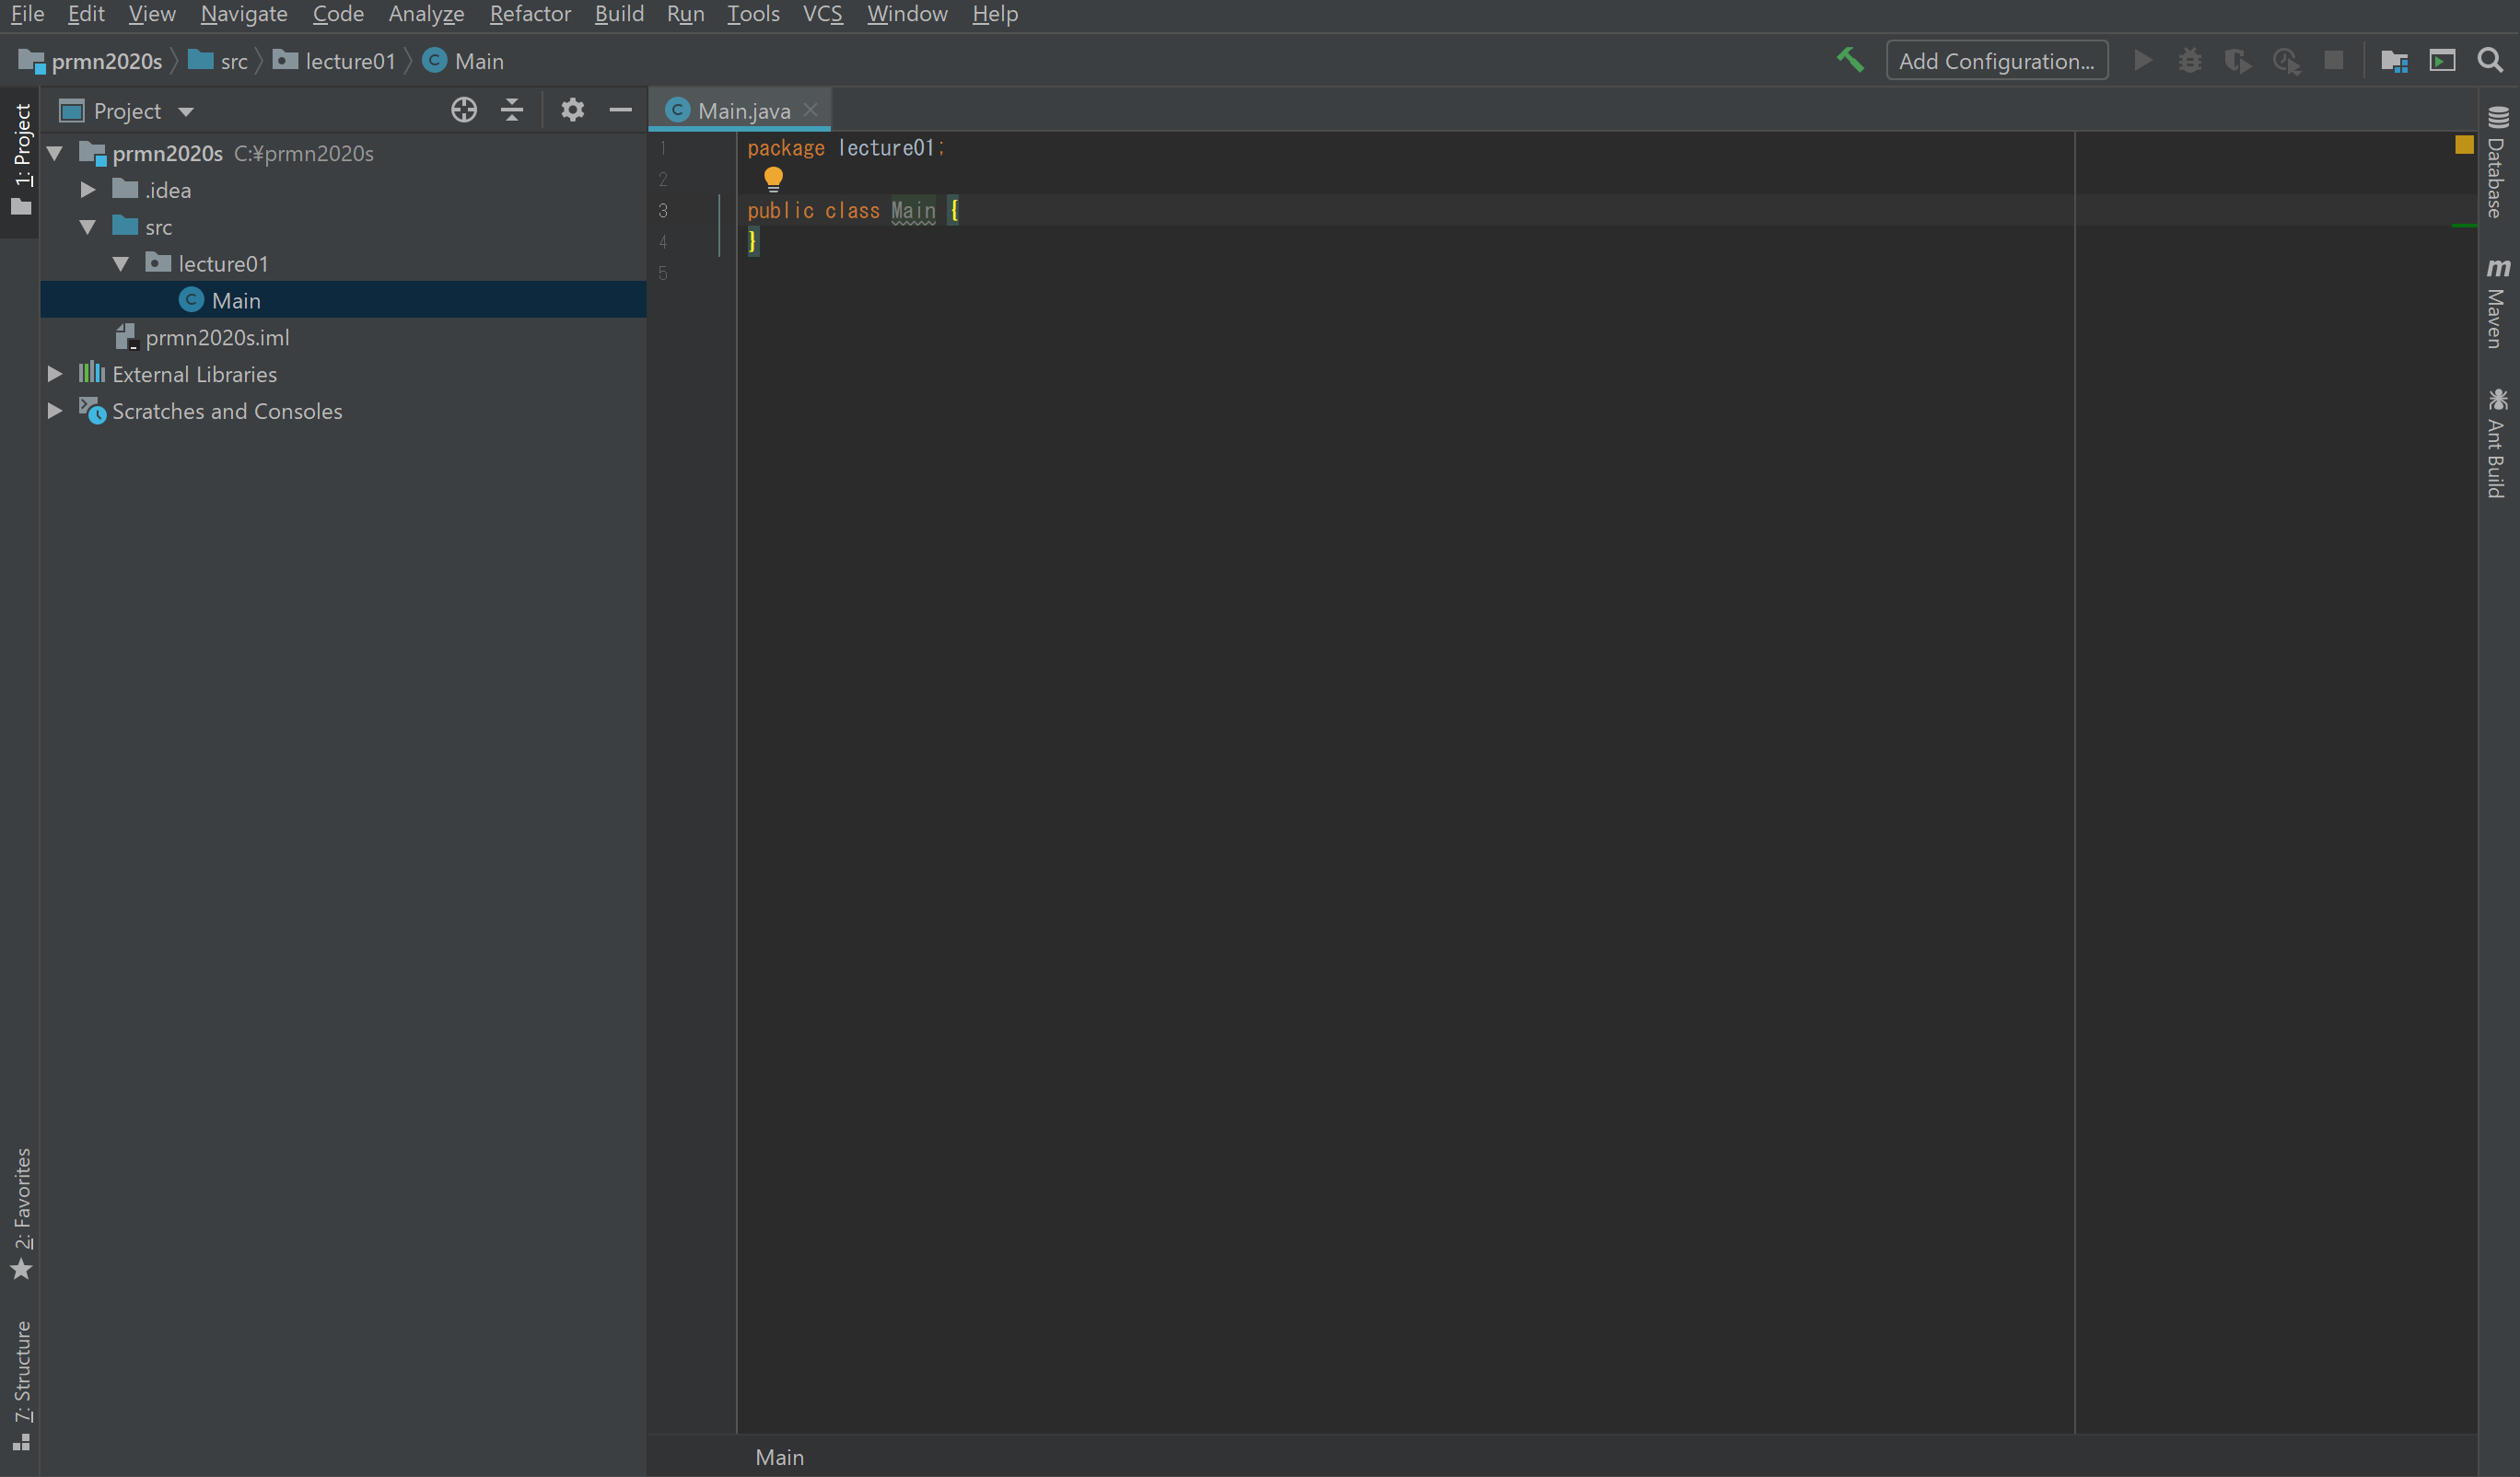 File Edit View Navigate Code Analyze Refactor Build Run Tools VCS Window Help
prmn2020s src lecture01 Main
Add Configuration...
1: Project
Project
Main.java
prmn2020s C:¥prmn2020s
.idea
src
lecture01
Main
prmn2020s.iml
External Libraries
Scratches and Consoles
1 package lecture01;
2
3 public class Main {
4 }
5
Database
Maven
Ant Build
2: Favorites
7: Structure
Main